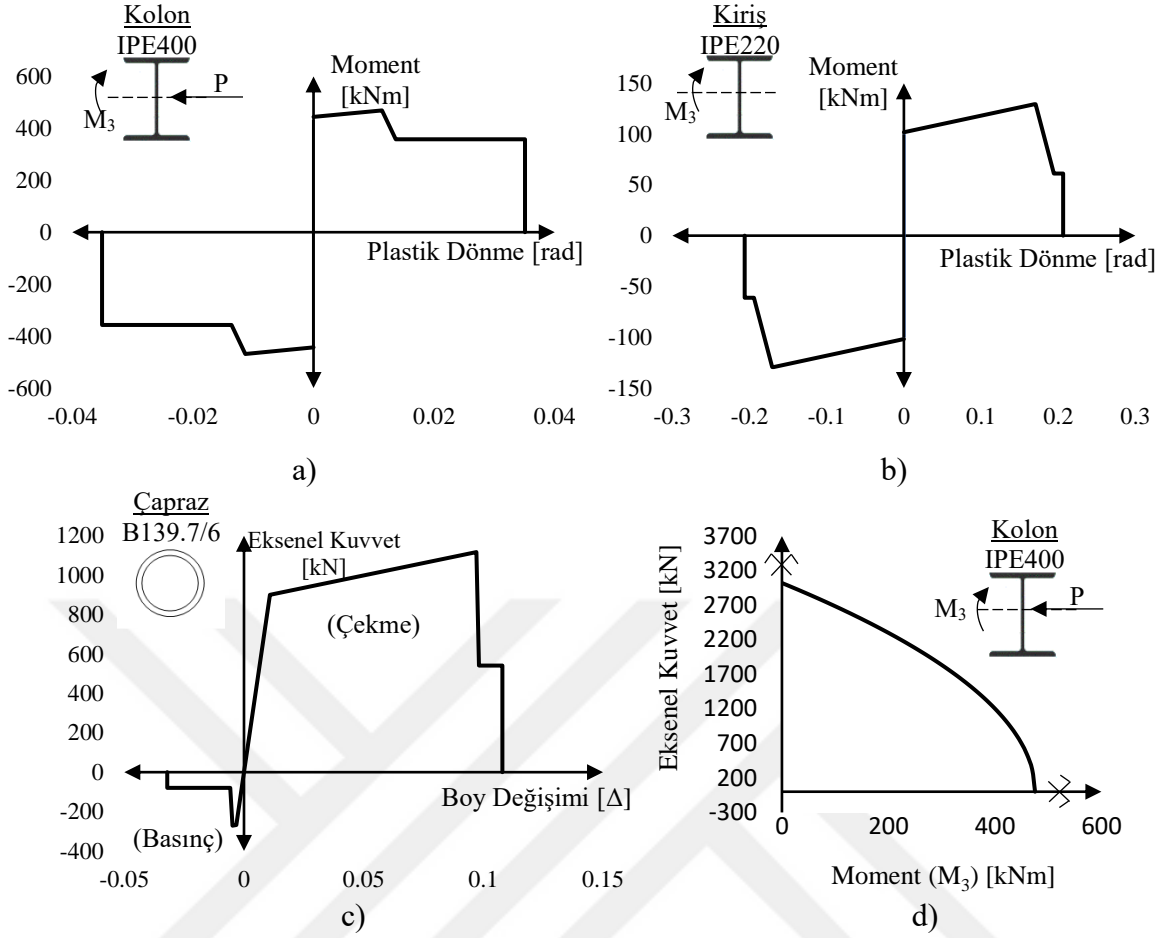 Kolon
IPE400
P
M3
Moment
[kNm]
600
400
200
0
-200
-400
-600
Plastik Dönme [rad]
-0.04
-0.02
0
0.02
0.04
a)
Kiriş
IPE220
M3
Moment
[kNm]
150
100
50
0
-50
-100
-150
Plastik Dönme [rad]
-0.3
-0.2
-0.1
0
0.1
0.2
0.3
b)
Çapraz
B139.7/6
Eksenel Kuvvet
[kN]
(Çekme)
1200
1000
800
600
400
200
0
-200
-400
Boy Değişimi [Δ]
(Basınç)
-0.05
0
0.05
0.1
0.15
c)
Eksenel Kuvvet [kN]
3700
3200
2700
2200
1700
1200
700
200
-300
Kolon
IPE400
M3
P
0
200
400
600
Moment (M3) [kNm]
d)